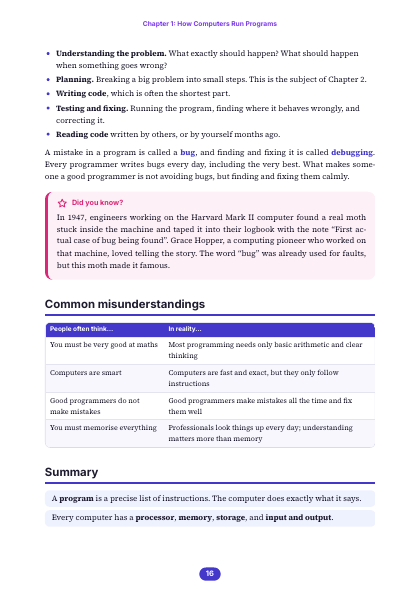 Chapter 1: How Computers Run Programs
• Understanding the problem. What exactly should happen? What should happen
when something goes wrong?
• Planning. Breaking a big problem into small steps. This is the subject of Chapter 2.
• Writing code, which is often the shortest part.
• Testing and fixing. Running the program, finding where it behaves wrongly, and
correcting it.
• Reading code written by others, or by yourself months ago.
A mistake in a program is called a bug, and finding and fixing it is called debugging.
Every programmer writes bugs every day, including the very best. What makes some-
one a good programmer is not avoiding bugs, but finding and fixing them calmly.
Did you know?
In 1947, engineers working on the Harvard Mark II computer found a real moth
stuck inside the machine and taped it into their logbook with the note “First ac-
tual case of bug being found”. Grace Hopper, a computing pioneer who worked on
that machine, loved telling the story. The word “bug” was already used for faults,
but this moth made it famous.
Common misunderstandings
People often think... In reality...
You must be very good at maths Most programming needs only basic arithmetic and clear
thinking
Computers are smart Computers are fast and exact, but they only follow
instructions
Good programmers do not Good programmers make mistakes all the time and fix
make mistakes them well
You must memorise everything Professionals look things up every day; understanding
matters more than memory
Summary
A program is a precise list of instructions. The computer does exactly what it says.
Every computer has a processor, memory, storage, and input and output.
16